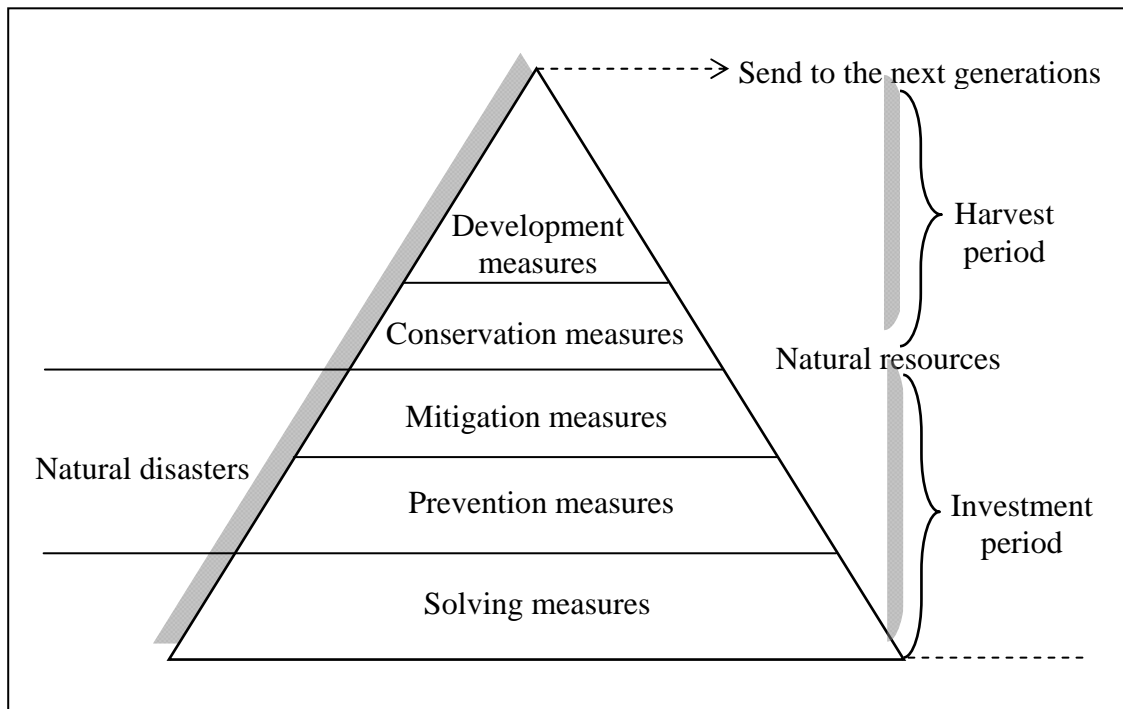 Send to the next generations
Development
measures
Harvest
period
Conservation measures
Natural resources
Mitigation measures
Natural disasters
Prevention measures
Investment
period
Solving measures